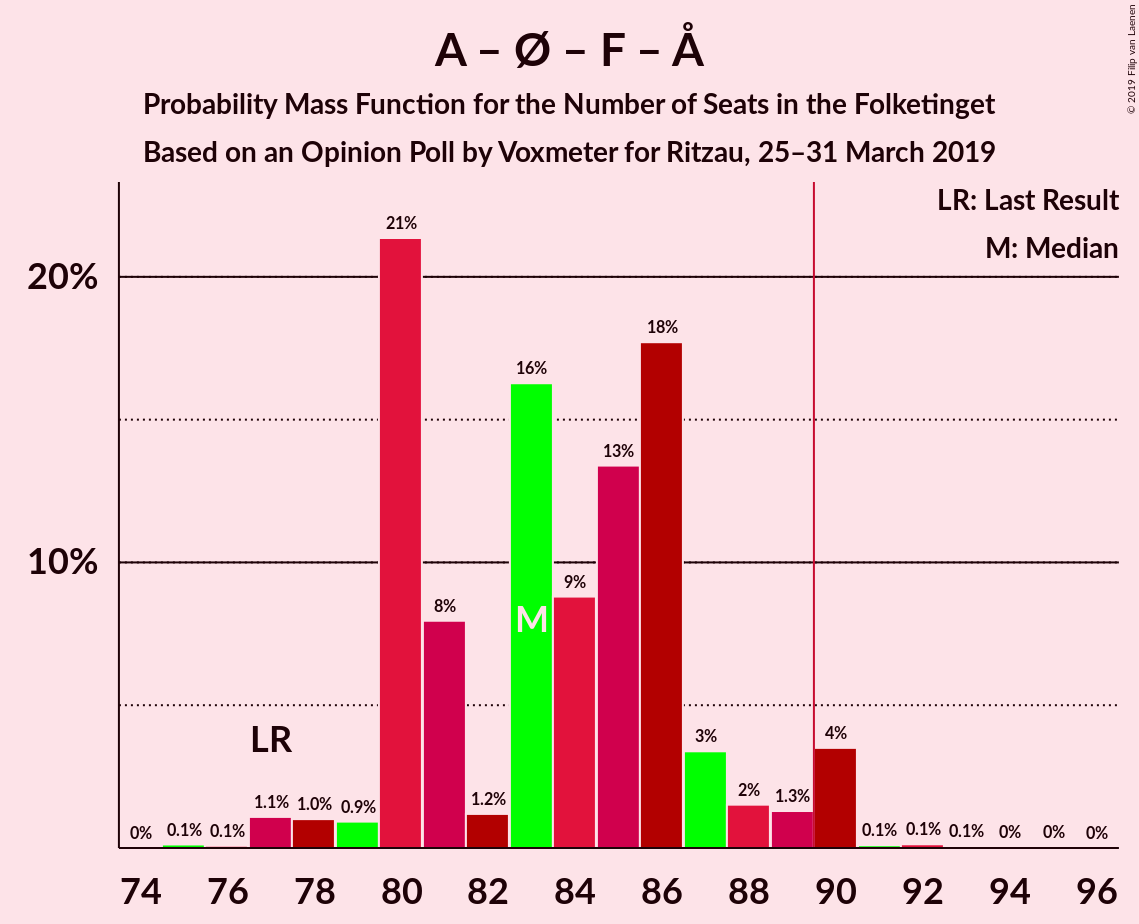 A – Ø – F – Å
Probability Mass Function for the Number of Seats in the Folketinget
Based on an Opinion Poll by Voxmeter for Ritzau, 25–31 March 2019
© 2019 Filip van Laenen
LR: Last Result
M: Median
20%
10%
0%
0.1%
0.1%
1.1%
1.0%
0.9%
21%
8%
1.2%
16%
9%
13%
18%
3%
2%
1.3%
4%
0.1%
0.1%
0.1%
0%
0%
0%
LR
M
74 76 78 80 82 84 86 88 90 92 94 96